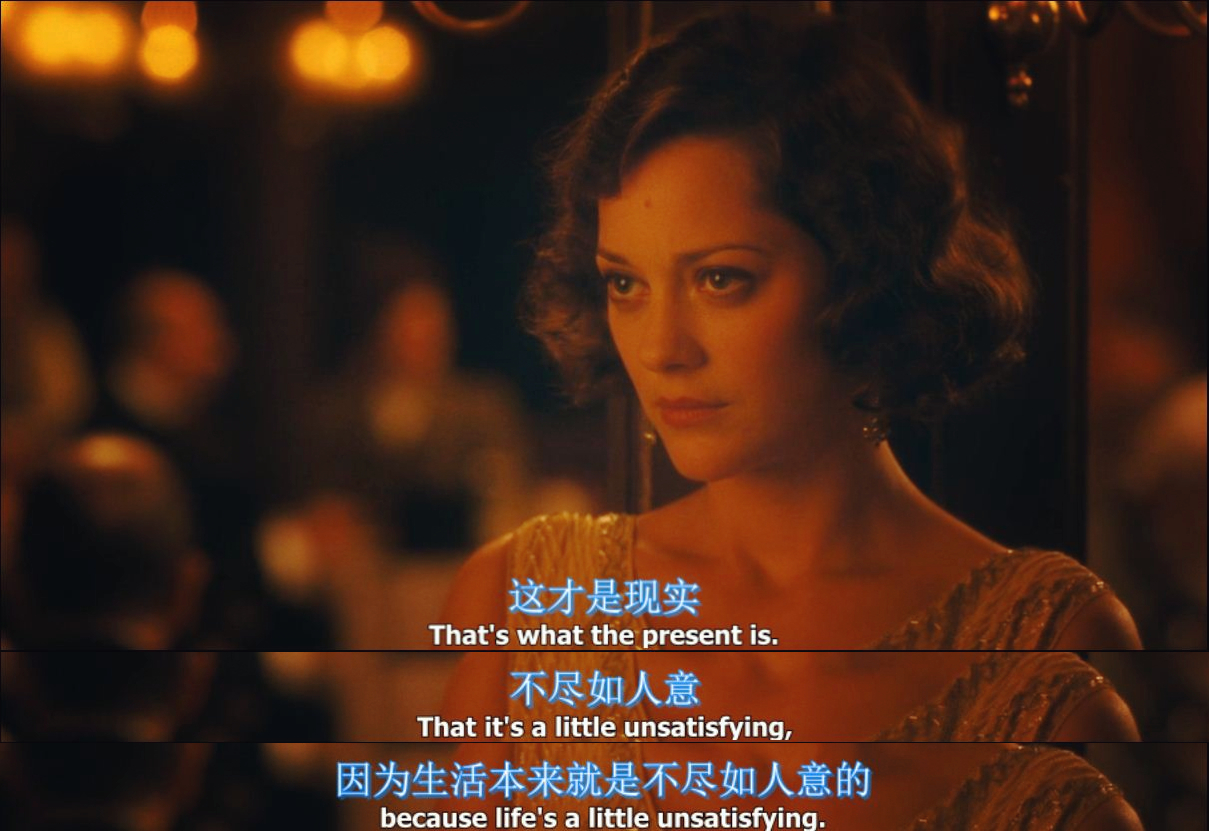 这才是现实
That's what the present is.
不尽如人意
That it's a little unsatisfying,
因为生活本来就是不尽如人意的
because life's a little unsatisfying.